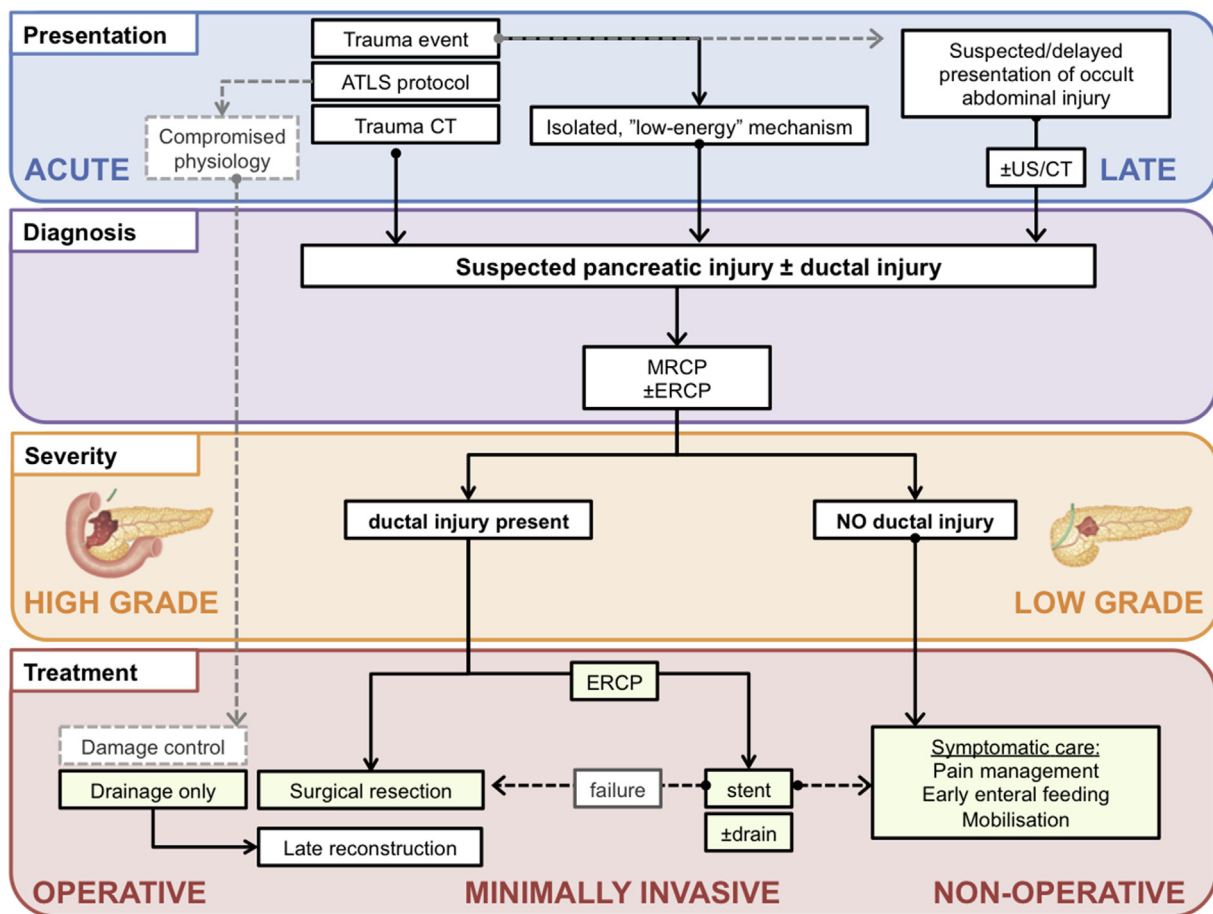 Presentation
Trauma event
ATLS protocol
Trauma CT
Compromised
physiology
ACUTE
Isolated, ”low-energy” mechanism
Suspected/delayed
presentation of occult
abdominal injury
±US/CT
LATE
Diagnosis
Suspected pancreatic injury ± ductal injury
MRCP
±ERCP
Severity
ductal injury present
NO ductal injury
HIGH GRADE
LOW GRADE
Treatment
ERCP
Damage control
Drainage only
Surgical resection
failure
stent
±drain
Symptomatic care:
Pain management
Early enteral feeding
Mobilisation
Late reconstruction
OPERATIVE
MINIMALLY INVASIVE
NON-OPERATIVE